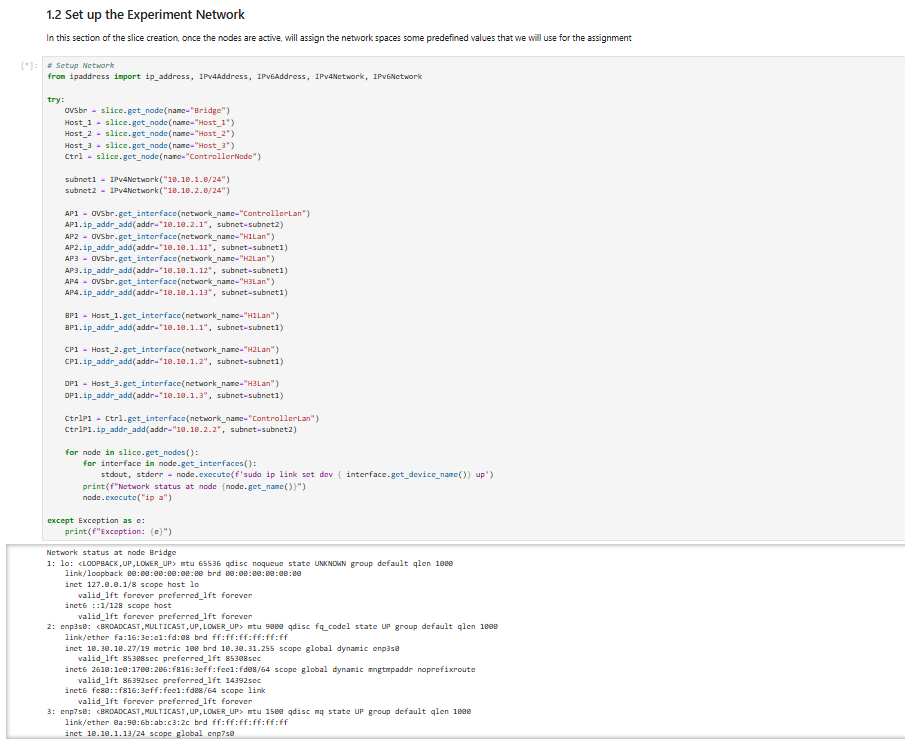 1.2 Set up the Experiment Network
In this section of the slice creation, once the nodes are active, will assign the network spaces some predefined values that we will use for the assignment
[*]:
# Setup Network
from ipaddress import ip_address, IPv4Address, IPv6Address, IPv4Network, IPv6Network
try:
    OVSbr = slice.get_node(name="Bridge")
    Host_1 = slice.get_node(name="Host_1")
    Host_2 = slice.get_node(name="Host_2")
    Host_3 = slice.get_node(name="Host_3")
    Ctrl = slice.get_node(name="ControllerNode")
    subnet1 = IPv4Network("10.10.1.0/24")
    subnet2 = IPv4Network("10.10.2.0/24")
    AP1 = OVSbr.get_interface(network_name="ControllerLan")
    AP1.ip_addr_add(addr="10.10.2.1", subnet=subnet2)
    AP2 = OVSbr.get_interface(network_name="H1Lan")
    AP2.ip_addr_add(addr="10.10.1.11", subnet=subnet1)
    AP3 = OVSbr.get_interface(network_name="H2Lan")
    AP3.ip_addr_add(addr="10.10.1.12", subnet=subnet1)
    AP4 = OVSbr.get_interface(network_name="H3Lan")
    AP4.ip_addr_add(addr="10.10.1.13", subnet=subnet1)
    BP1 = Host_1.get_interface(network_name="H1Lan")
    BP1.ip_addr_add(addr="10.10.1.1", subnet=subnet1)
    CP1 = Host_2.get_interface(network_name="H2Lan")
    CP1.ip_addr_add(addr="10.10.1.2", subnet=subnet1)
    DP1 = Host_3.get_interface(network_name="H3Lan")
    DP1.ip_addr_add(addr="10.10.1.3", subnet=subnet1)
    CtrlP1 = Ctrl.get_interface(network_name="ControllerLan")
    CtrlP1.ip_addr_add(addr="10.10.2.2", subnet=subnet2)
    for node in slice.get_nodes():
        for interface in node.get_interfaces():
            stdout, stderr = node.execute(f'sudo ip link set dev { interface.get_device_name()} up')
        print(f"Network status at node {node.get_name()}")
        node.execute("ip a")
except Exception as e:
    print(f"Exception: {e}")
Network status at node Bridge
1: lo: <LOOPBACK,UP,LOWER_UP> mtu 65536 qdisc noqueue state UNKNOWN group default qlen 1000
    link/loopback 00:00:00:00:00:00 brd 00:00:00:00:00:00
    inet 127.0.0.1/8 scope host lo
       valid_lft forever preferred_lft forever
    inet6 ::1/128 scope host
       valid_lft forever preferred_lft forever
2: enp3s0: <BROADCAST,MULTICAST,UP,LOWER_UP> mtu 9000 qdisc fq_codel state UP group default qlen 1000
    link/ether fa:16:3e:e1:fd:08 brd ff:ff:ff:ff:ff:ff
    inet 10.30.10.27/19 metric 100 brd 10.30.31.255 scope global dynamic enp3s0
       valid_lft 85308sec preferred_lft 85308sec
    inet6 2610:1e0:1700:206:f816:3eff:fee1:fd08/64 scope global dynamic mngtmpaddr noprefixroute
       valid_lft 86392sec preferred_lft 14392sec
    inet6 fe80::f816:3eff:fee1:fd08/64 scope link
       valid_lft forever preferred_lft forever
3: enp7s0: <BROADCAST,MULTICAST,UP,LOWER_UP> mtu 1500 qdisc mq state UP group default qlen 1000
    link/ether 0a:90:6b:ab:c3:2c brd ff:ff:ff:ff:ff:ff
    inet 10.10.1.13/24 scope global enp7s0